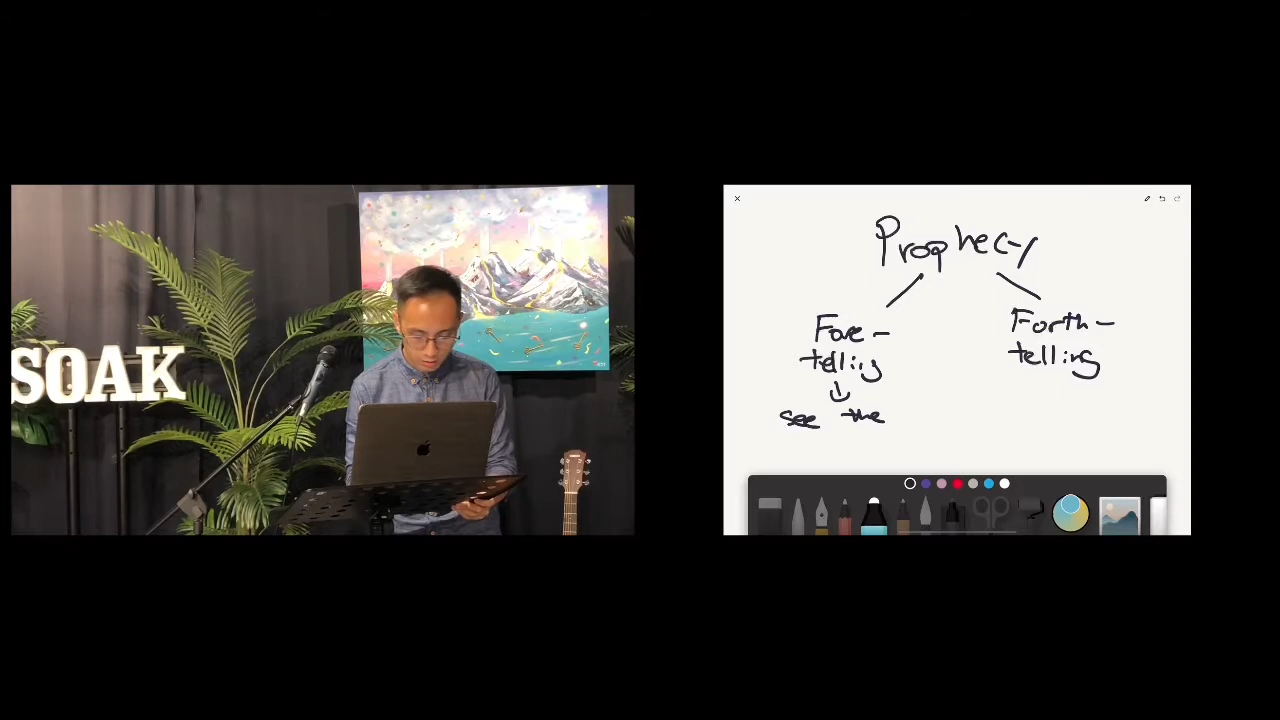 SOAK
Prophecy
Fore-
telling
see the
Forth-
telling